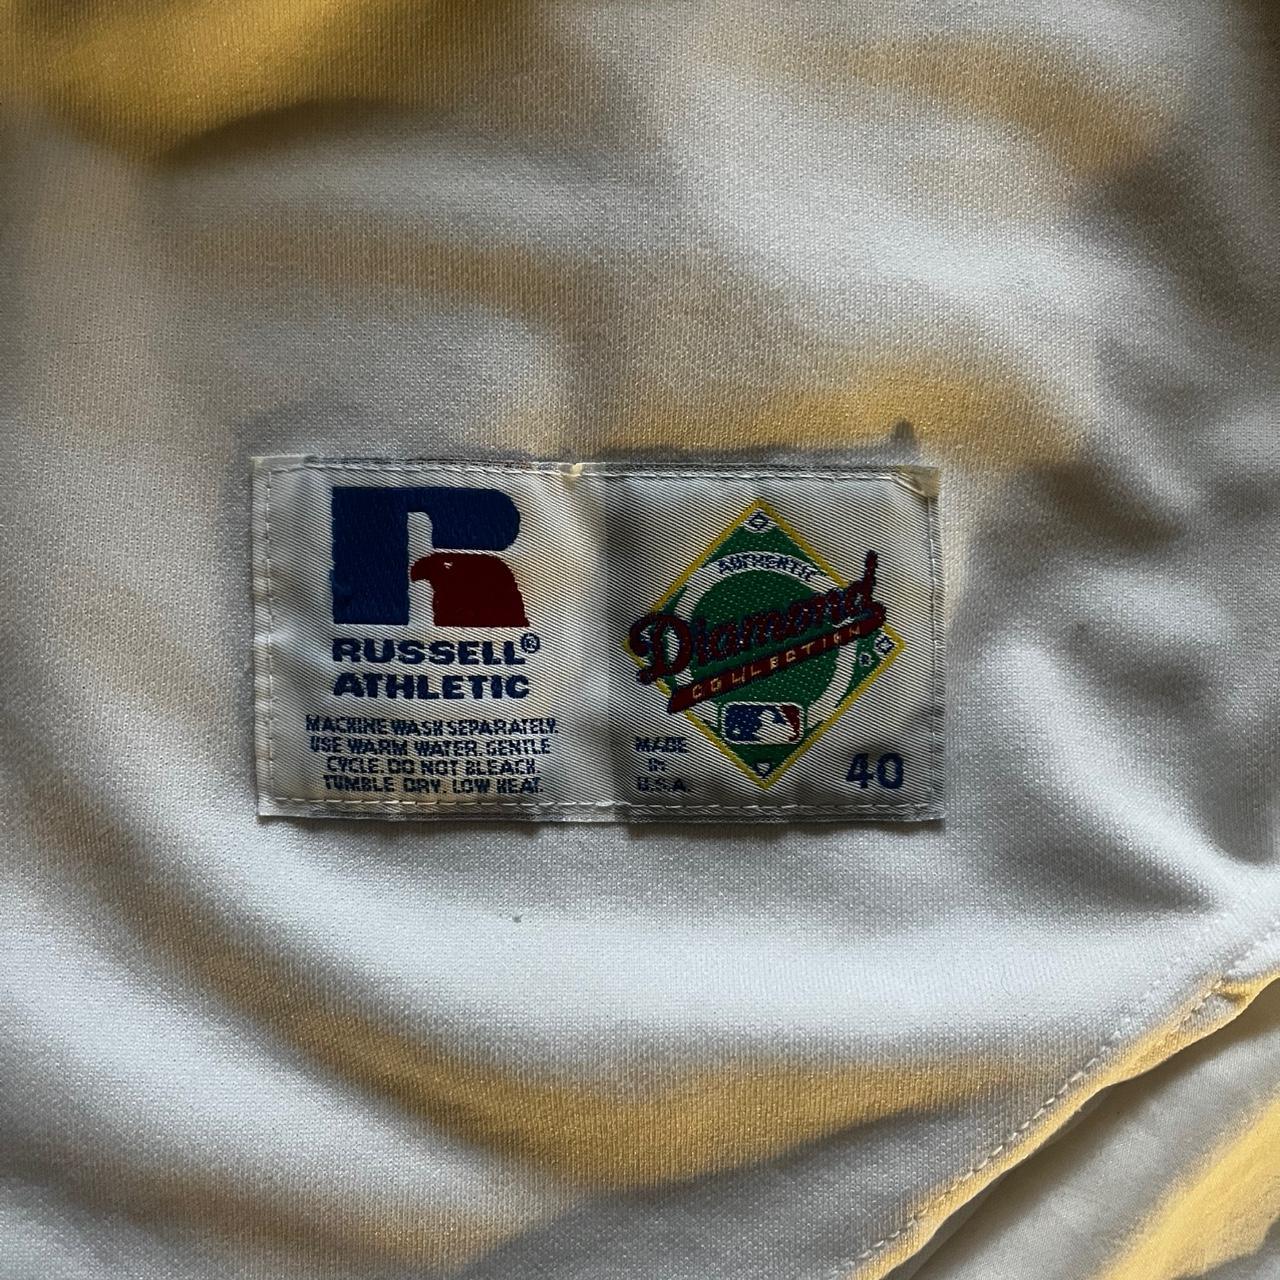 RUSSELL®
ATHLETIC
MACHINE WASH SEPARATELY.
USE WARM WATER. GENTLE
CYCLE. DO NOT BLEACH.
TUMBLE DRY. LOW HEAT.
AUTHENTIC
Diamond
COLLECTION
MADE
IN
U.S.A.
40